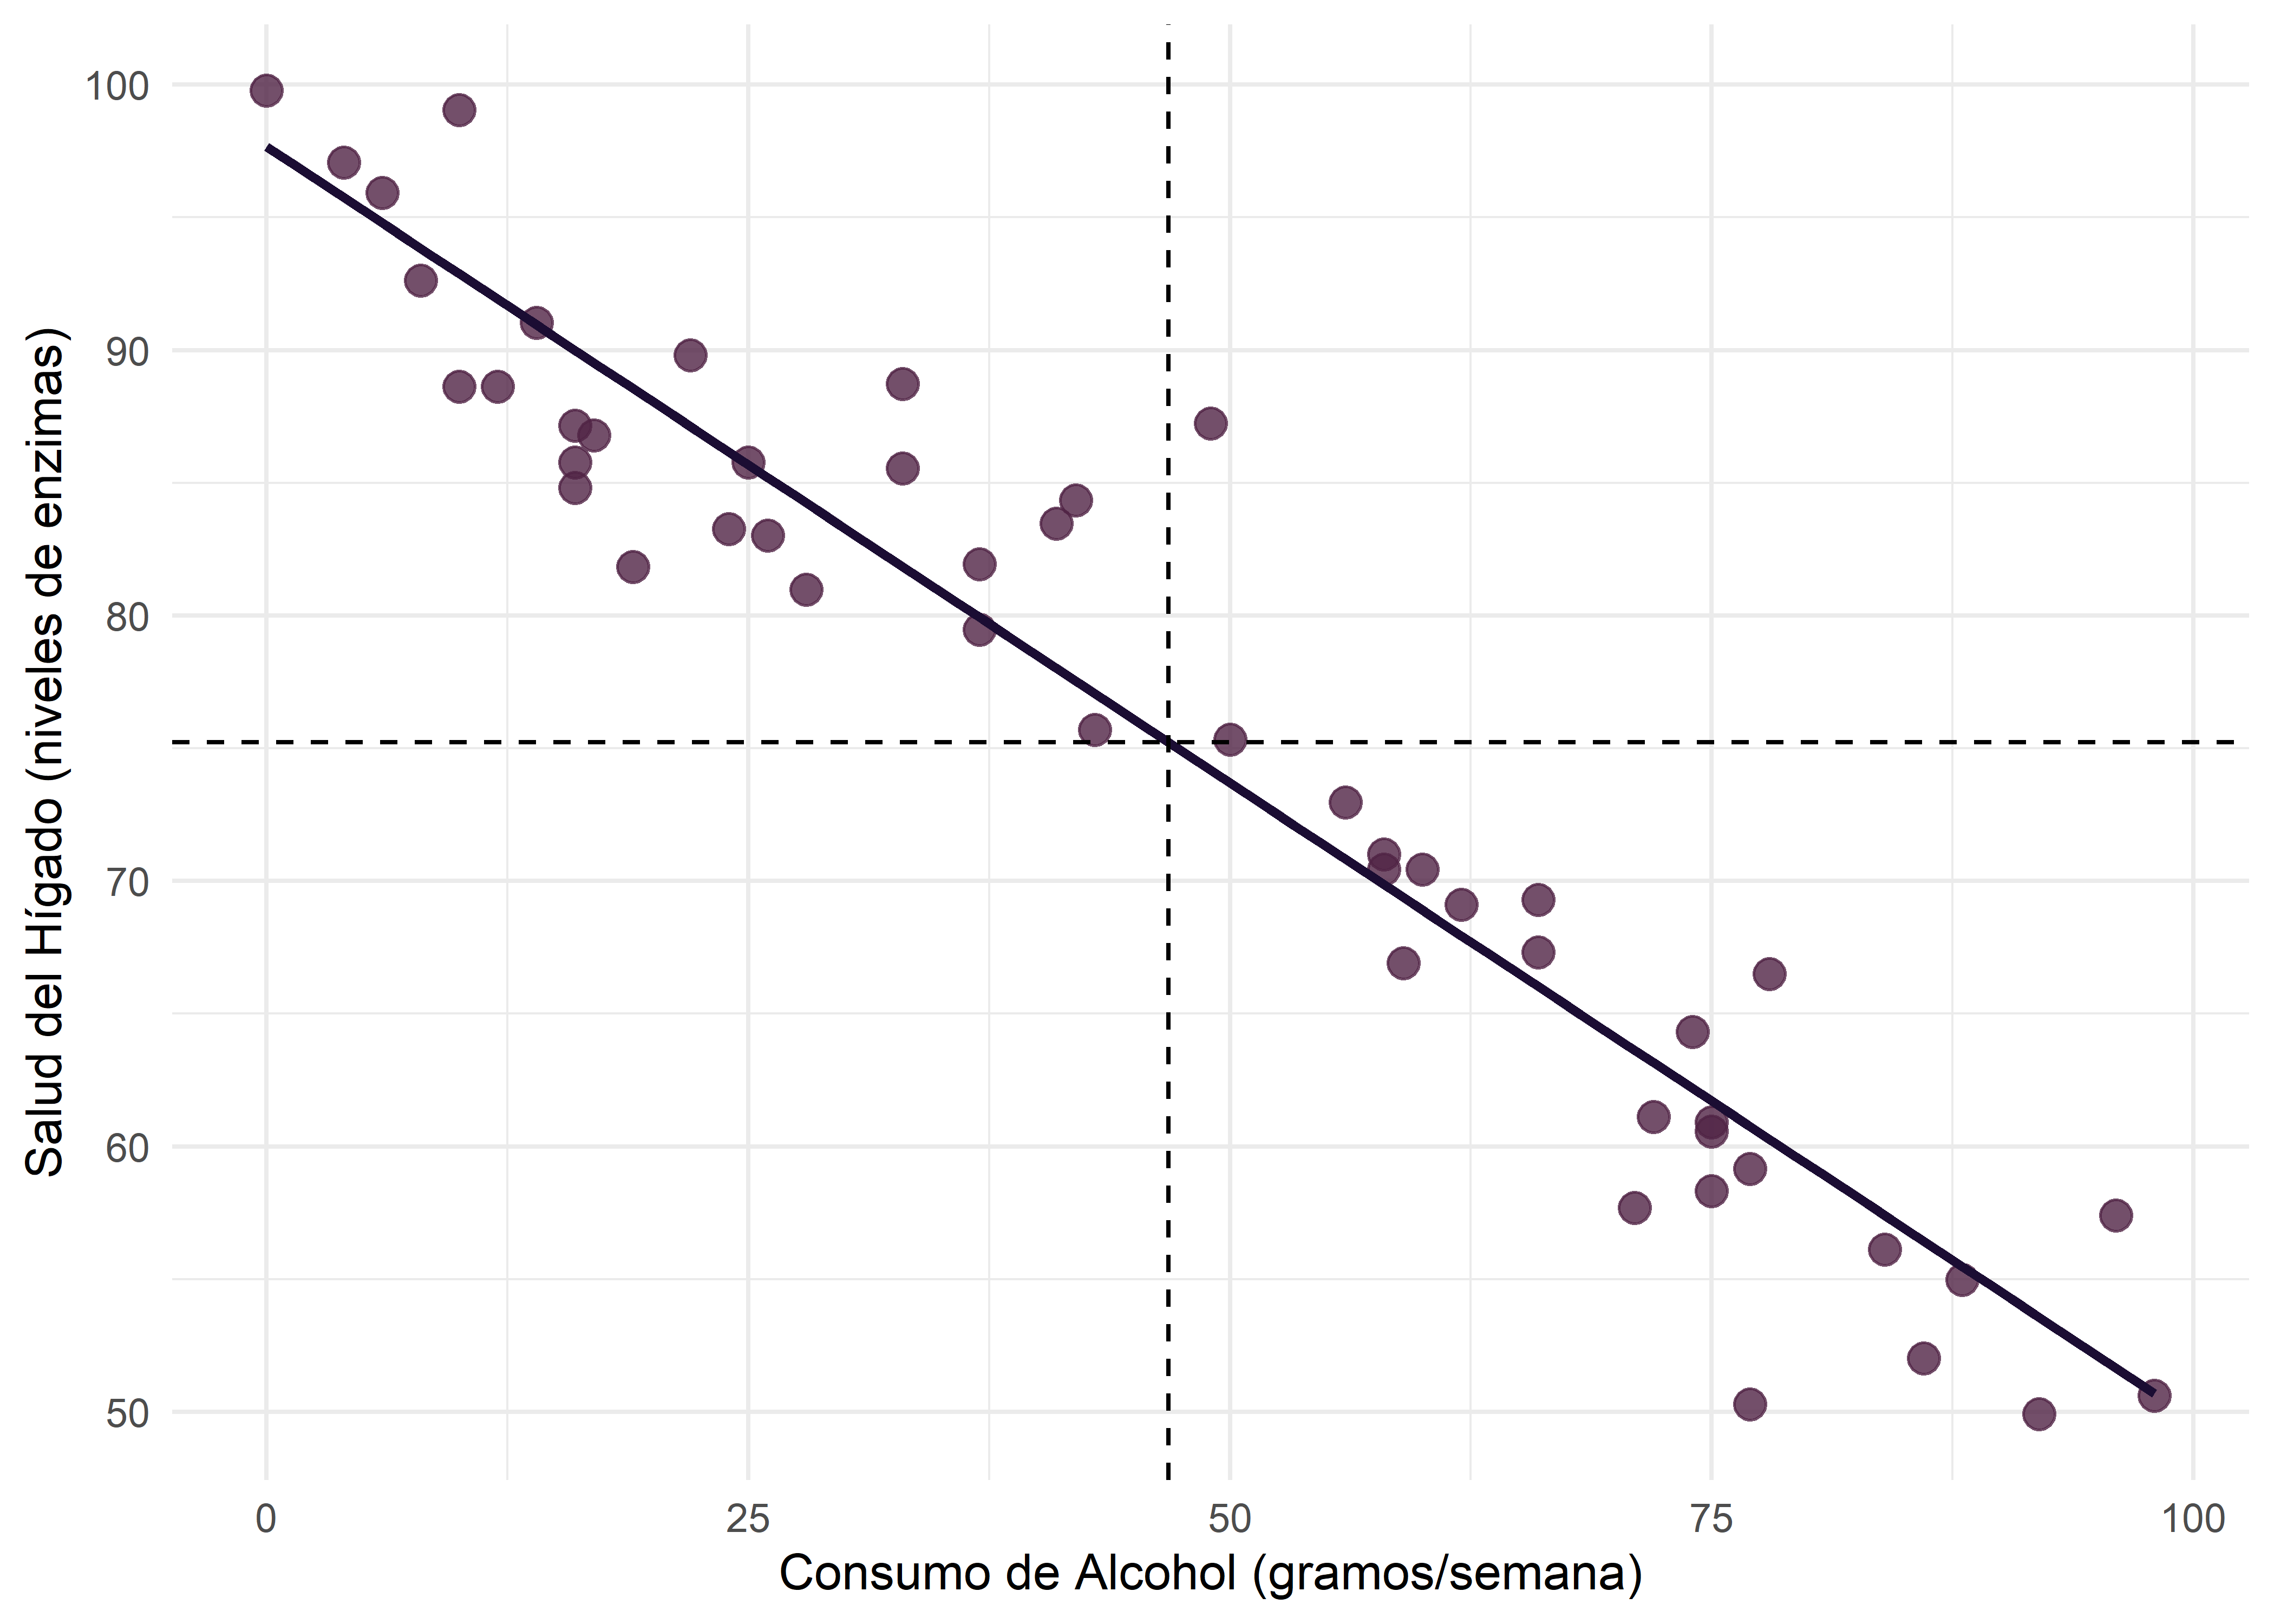 Salud del Hígado (niveles de enzimas)
100
90
80
70
60
50
0 25 50 75 100
Consumo de Alcohol (gramos/semana)